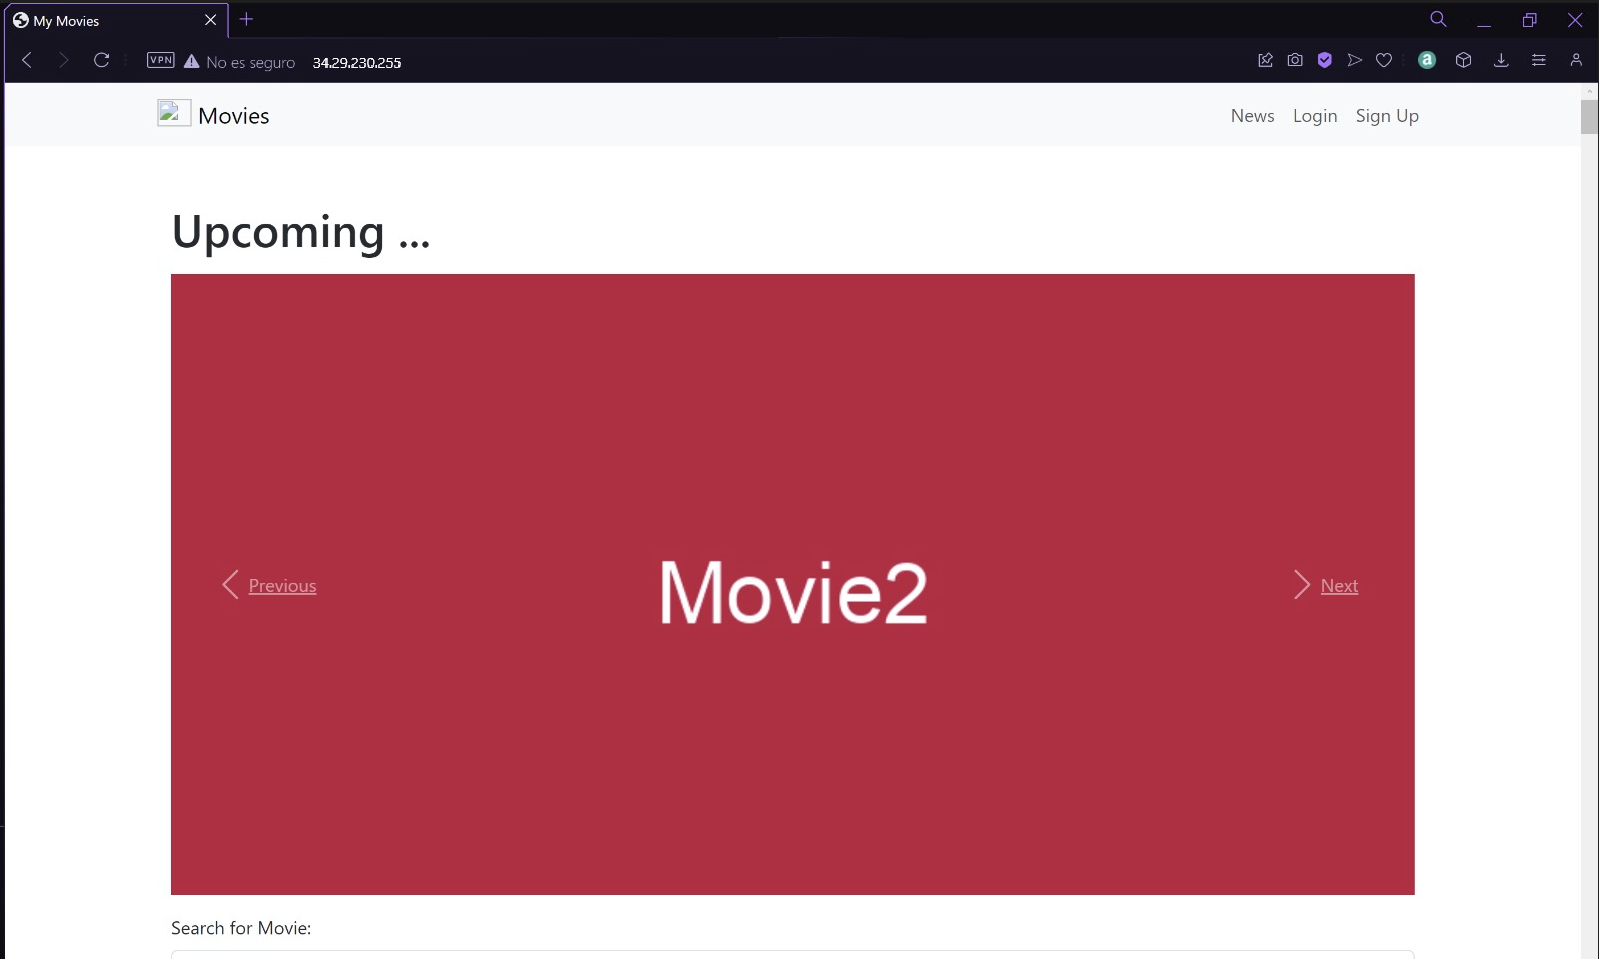 My Movies
VPN No es seguro 34.29.230.255
a
Movies News Login Sign Up
Upcoming ...
Movie2
Previous Next
Search for Movie: